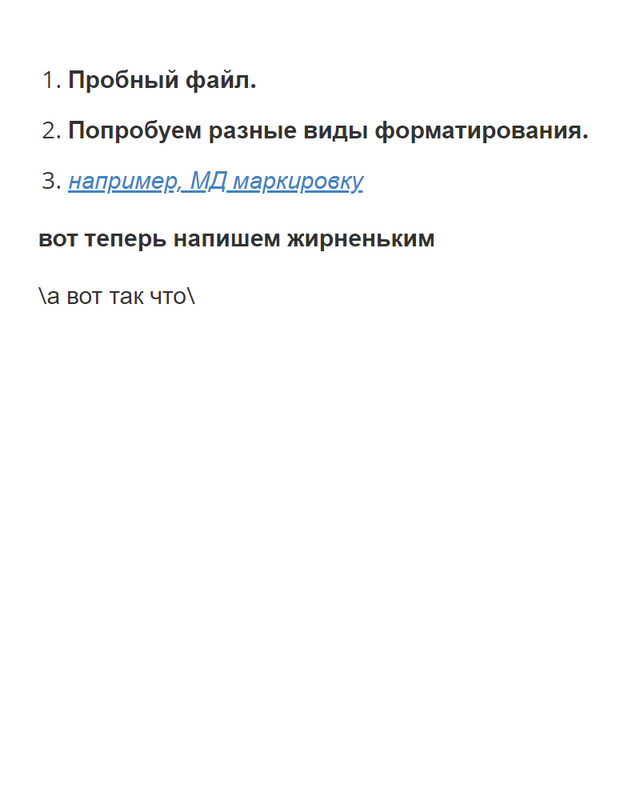 1. Пробный файл.
2. Попробуем разные виды форматирования.
3. например, МД маркировку
вот теперь напишем жирненьким
\а вот так что\